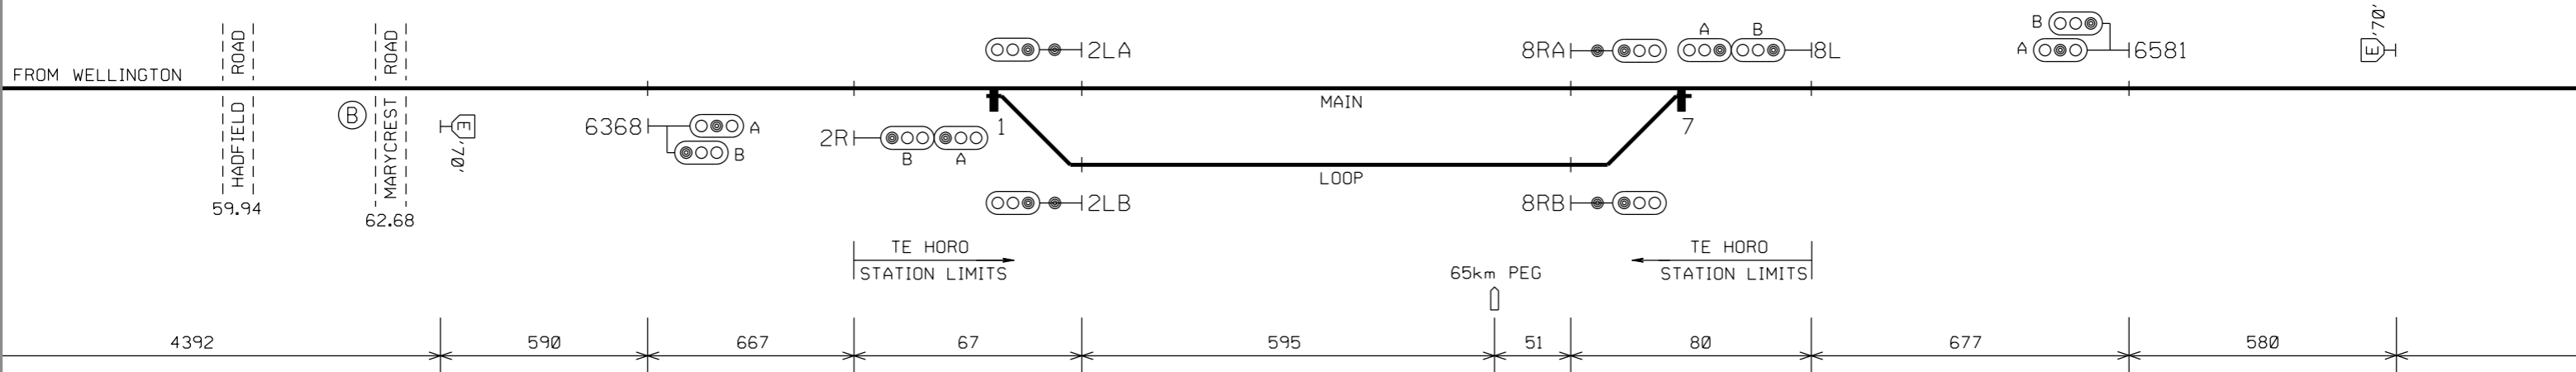 FROM WELLINGTON
HADFIELD ROAD
59.94
B
MARYCREST ROAD
62.68
E
'70'
6368
A
B
2R
B
A
1
2LA
2LB
MAIN
LOOP
8RA
8RB
A
B
8L
7
B
A
6581
E
'70'
TE HORO
STATION LIMITS
65km PEG
TE HORO
STATION LIMITS
4392
590
667
67
595
51
80
677
580